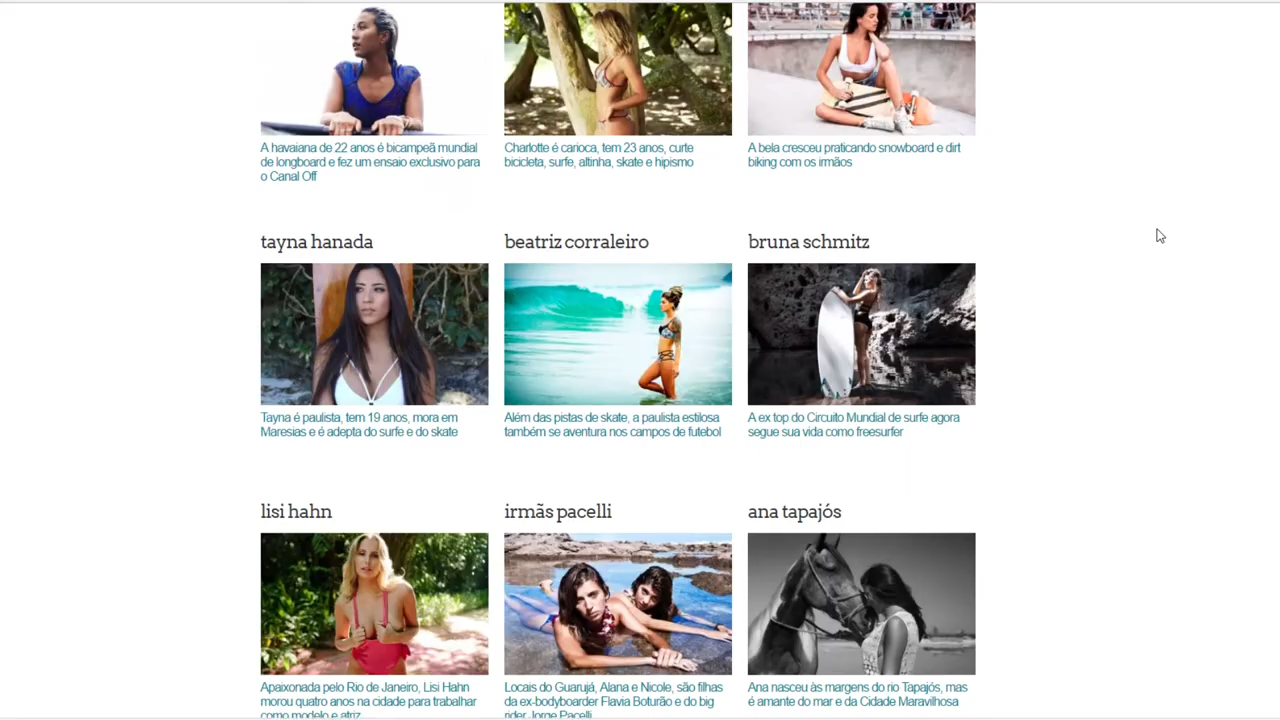 A havaiana de 22 anos é bicampeã mundial
de longboard e fez um ensaio exclusivo para
o Canal Off
Charlotte é carioca, tem 23 anos, curte
bicicleta, surfe, altinha, skate e hipismo
A bela cresceu praticando snowboard e dirt
biking com os irmãos
tayna hanada
beatriz corraleiro
bruna schmitz
Tayna é paulista, tem 19 anos, mora em
Maresias e é adepta do surfe e do skate
Além das pistas de skate, a paulista estilosa
também se aventura nos campos de futebol
A ex top do Circuito Mundial de surfe agora
segue sua vida como freesurfer
lisi hahn
irmãs pacelli
ana tapajós
Apaixonada pelo Rio de Janeiro, Lisi Hahn
morou quatro anos na cidade para trabalhar
como modelo e atriz
Locais do Guarujá, Alana e Nicole, são filhas
da ex-bodyboarder Flavia Boturão e do big
rider Jorge Pacelli
Ana nasceu às margens do rio Tapajós, mas
é amante do mar e da Cidade Maravilhosa